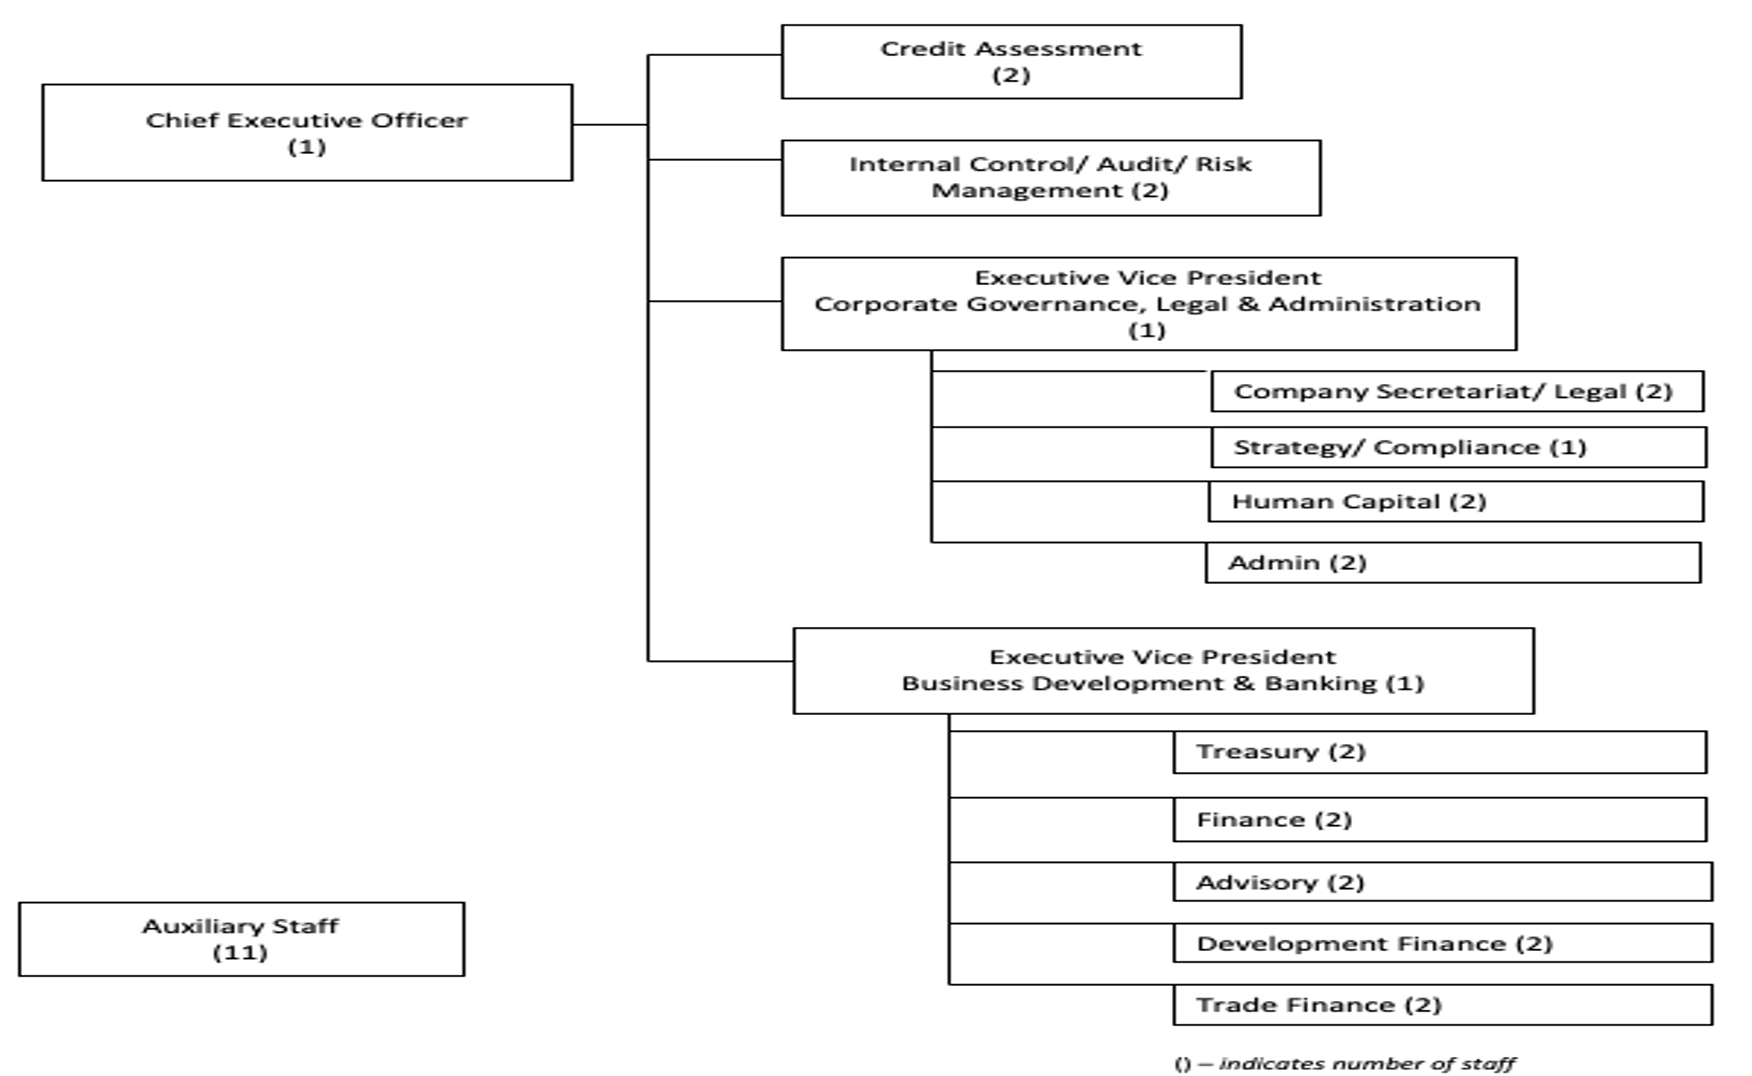 Chief Executive Officer
(1)
Credit Assessment
(2)
Internal Control/ Audit/ Risk
Management (2)
Executive Vice President
Corporate Governance, Legal & Administration
(1)
Company Secretariat/ Legal (2)
Strategy/ Compliance (1)
Human Capital (2)
Admin (2)
Executive Vice President
Business Development & Banking (1)
Treasury (2)
Finance (2)
Advisory (2)
Development Finance (2)
Trade Finance (2)
Auxiliary Staff
(11)
() – indicates number of staff